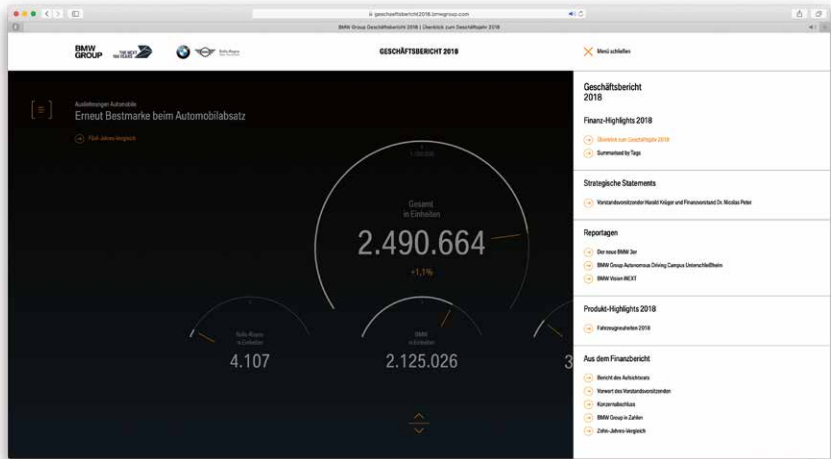 geschaeftsbericht2018.bmwgroup.com
BMW Group Geschäftsbericht 2018 | Überblick zum Geschäftsjahr 2018
BMW
GROUP
THE NEXT
100 YEARS
GESCHÄFTSBERICHT 2018
Menü schließen
Auslieferungen Automobile
Erneut Bestmarke beim Automobilabsatz
Fünf-Jahres-Vergleich
Gesamt
in Einheiten
2.490.664
+1,1%
Rolls-Royce
in Einheiten
4.107
BMW
in Einheiten
2.125.026
3
Geschäftsbericht
2018
Finanz-Highlights 2018
Überblick zum Geschäftsjahr 2018
Summarised by Tags
Strategische Statements
Vorstandsvorsitzender Harald Krüger und Finanzvorstand Dr. Nicolas Peter
Reportagen
Der neue BMW 3er
BMW Group Autonomous Driving Campus Unterschleißheim
BMW Vision iNEXT
Produkt-Highlights 2018
Fahrzeugneuheiten 2018
Aus dem Finanzbericht
Bericht des Aufsichtsrats
Vorwort des Vorstandsvorsitzenden
Konzernabschluss
BMW Group in Zahlen
Zehn-Jahres-Vergleich